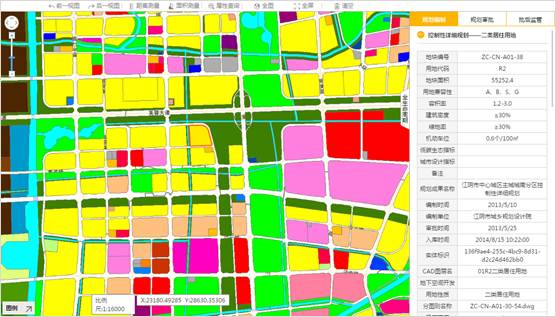 前一视图 后一视图 距离测量 面积测量 属性查询 全图 全屏 清空
规划编制 规划审批 批后监管
控制性详细规划——二类居住用地
地块编号 ZC-CN-A01-38
用地代码 R2
地块面积 55252.4
用地兼容性 A、B、S、G
容积率 1.2-3.0
建筑密度 ≤30%
绿地率 ≥30%
机动车位 0.6个/100㎡
低碳生态指标
城市设计指标
备注
规划成果名称 江阴市中心城区主城城南分区控制性详细规划
编制时间 2013/5/10
编制单位 江阴市城乡规划设计院
审批时间 2013/5/25
入库时间 2014/8/15 10:22:00
实体标识 136f9ae4-255c-4bc9-8d31-d2c24d462bb0
CAD图层名 01R2二类居住用地
地下空间开发
用地性质 二类居住用地
分图则名称 ZC-CN-A01-30-54.dwg
芙蓉大道
图例
比例尺:1:16000
X:23180.49285 Y:28630.35306